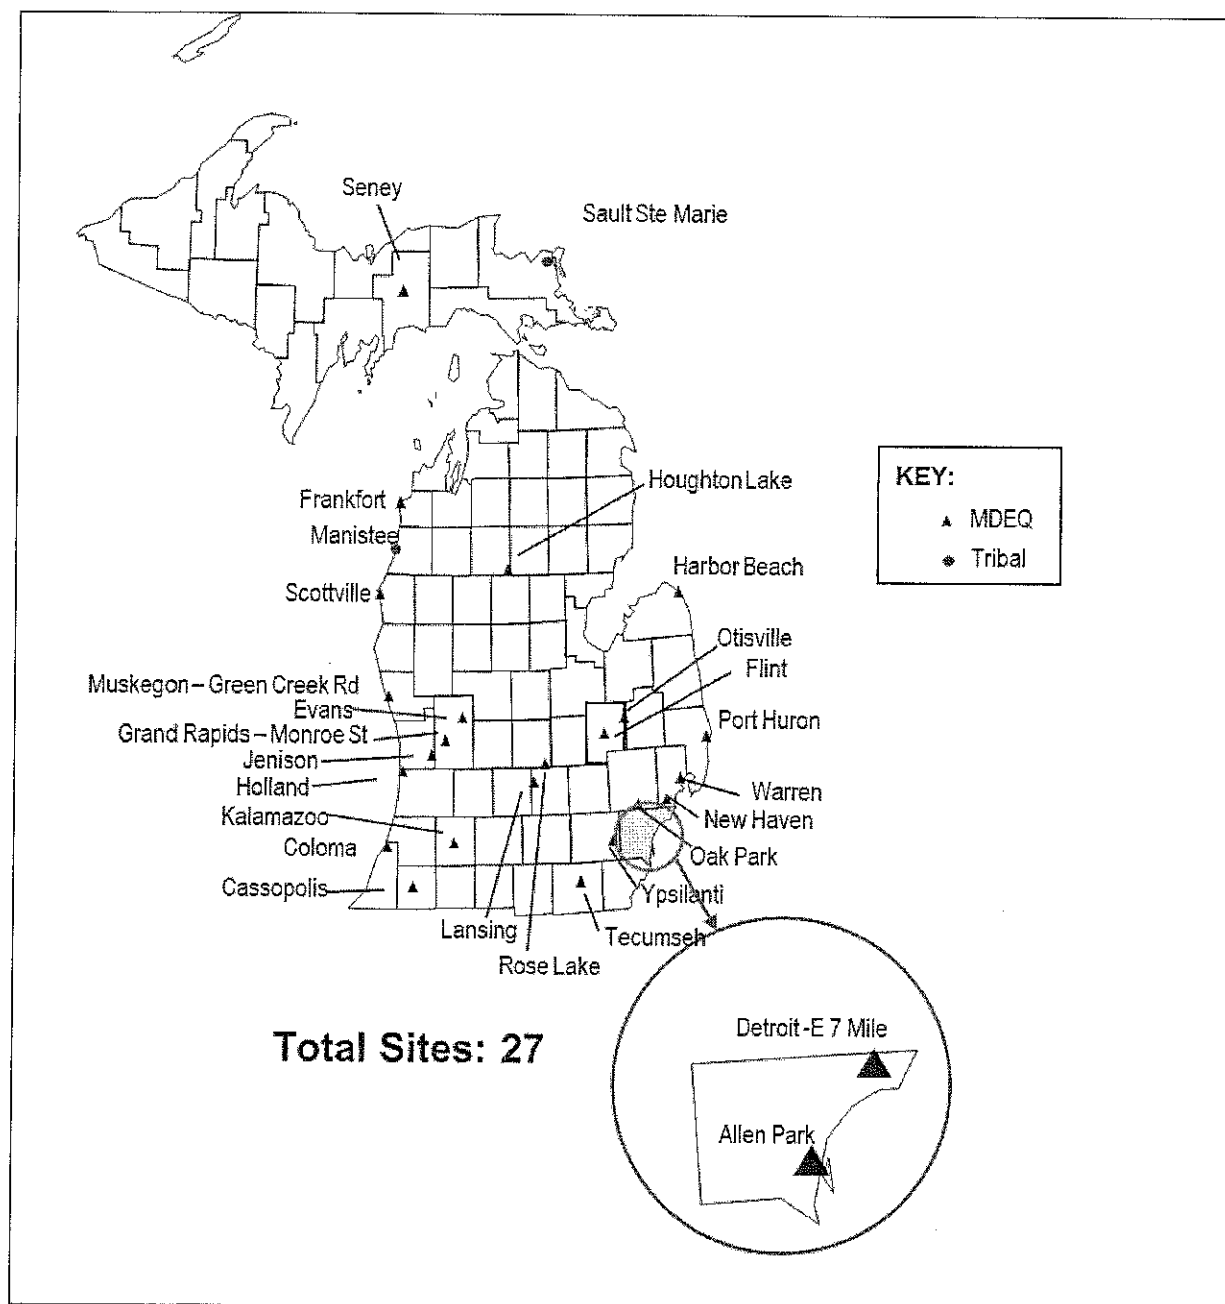 Seney
Sault Ste Marie
Houghton Lake
Frankfort
Manistee
Scottville
Harbor Beach
KEY:
MDEQ
Tribal
Otisville
Flint
Muskegon – Green Creek Rd
Evans
Grand Rapids – Monroe St
Port Huron
Jenison
Holland
Warren
Kalamazoo
New Haven
Coloma
Oak Park
Cassopolis
Ypsilanti
Lansing
Tecumseh
Rose Lake
Total Sites: 27
Detroit -E 7 Mile
Allen Park